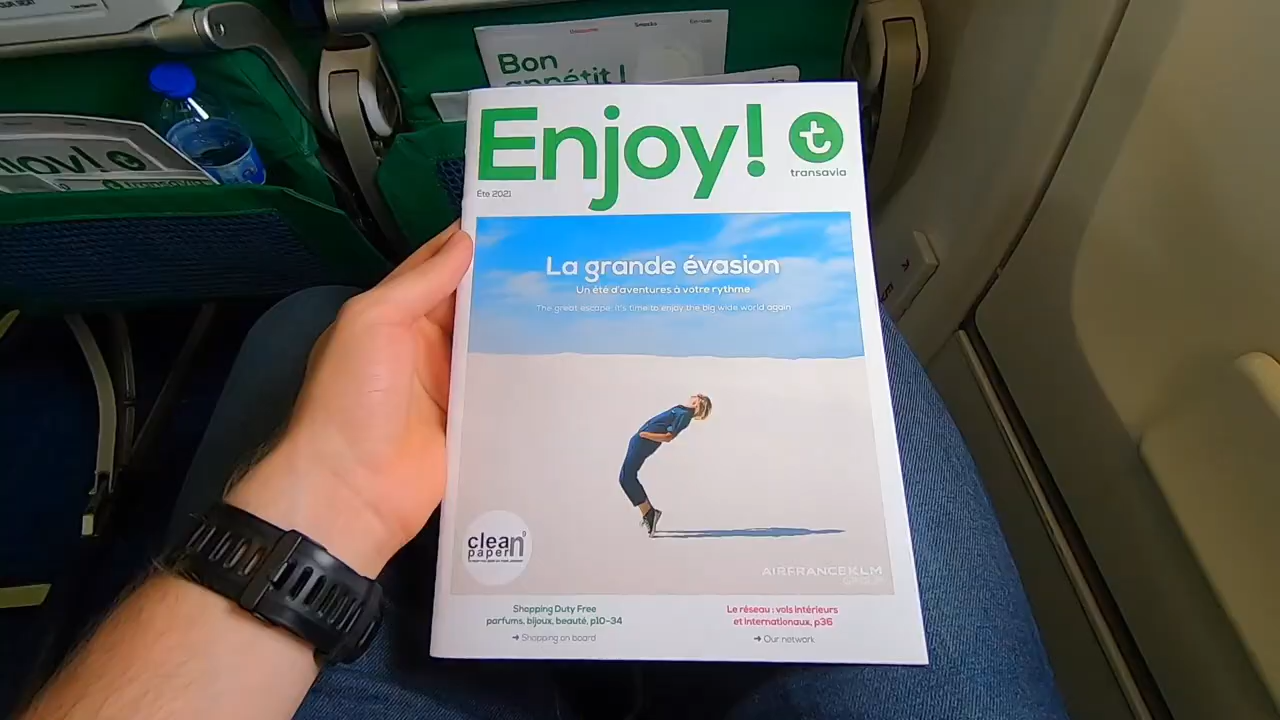 Bon
appétit !
Enjoy!
transavia
Été 2021
La grande évasion
Un été d'aventures à votre rythme
The great escape: it's time to enjoy the big wide world again
clean
paper
AIRFRANCEKLM
GROUP
Shopping Duty Free
parfums, bijoux, beauté, p10-34
➔ Shopping on board
Le réseau : vols intérieurs
et internationaux, p36
➔ Our network